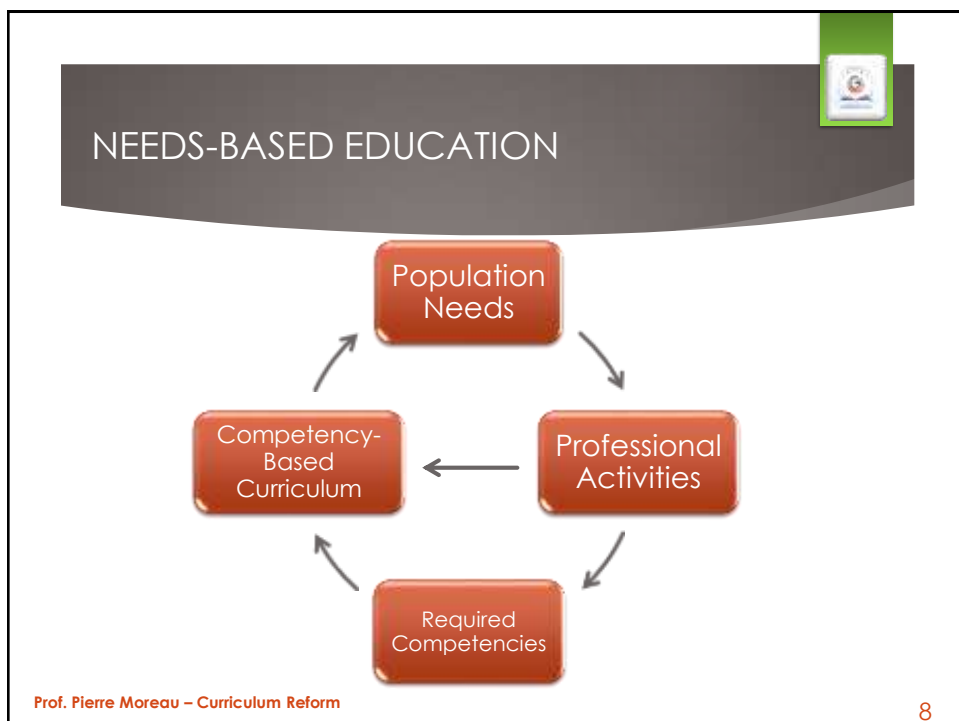 NEEDS-BASED EDUCATION
Population
Needs
Competency-
Based
Curriculum
Professional
Activities
Required
Competencies
Prof. Pierre Moreau – Curriculum Reform
8